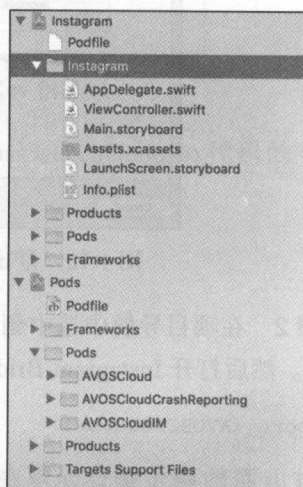 Instagram
Podfile
Instagram
AppDelegate.swift
ViewController.swift
Main.storyboard
Assets.xcassets
LaunchScreen.storyboard
Info.plist
Products
Pods
Frameworks
Pods
Podfile
Frameworks
Pods
AVOSCloud
AVOSCloudCrashReporting
AVOSCloudIM
Products
Targets Support Files